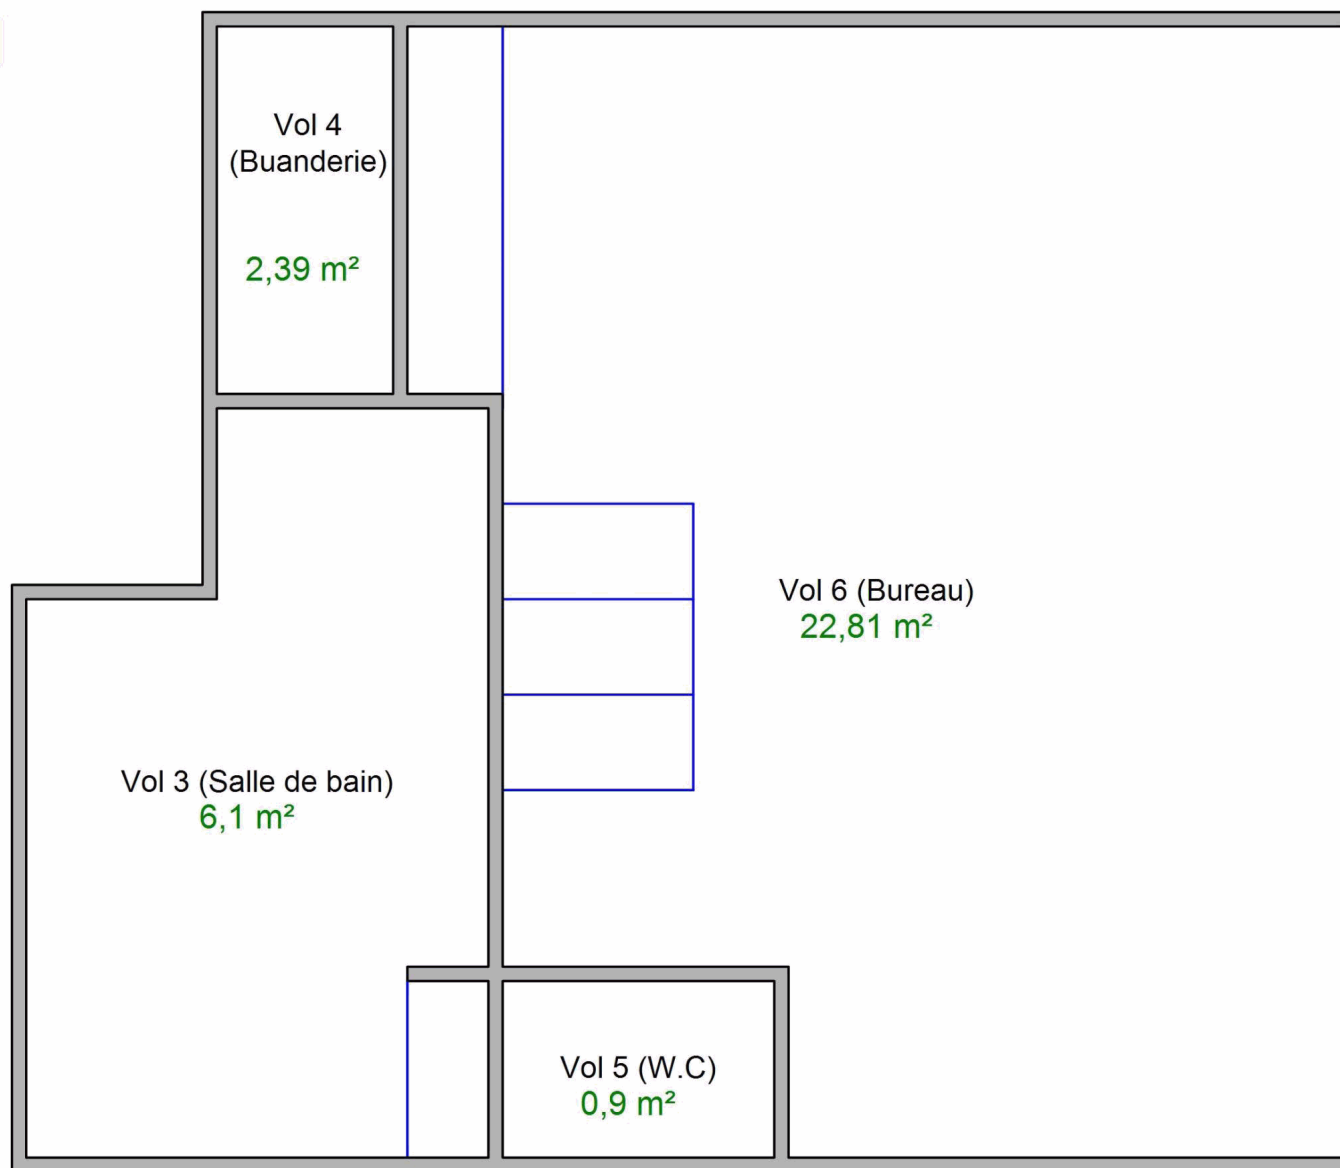 Vol 4
(Buanderie)
2,39 m²
Vol 6 (Bureau)
22,81 m²
Vol 3 (Salle de bain)
6,1 m²
Vol 5 (W.C)
0,9 m²